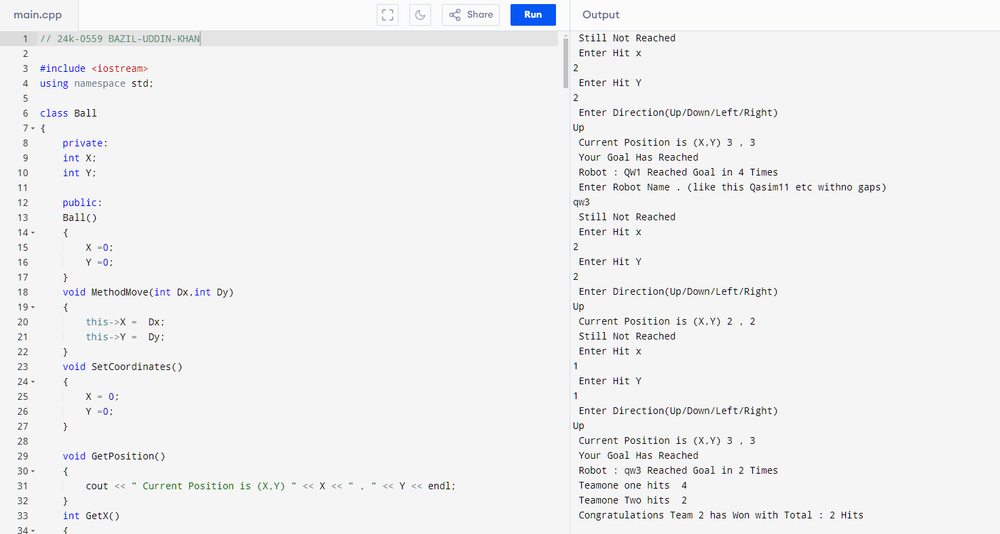 main.cpp
Share
Run
Output
1 // 24k-0559 BAZIL-UDDIN-KHAN
2
3 #include <iostream>
4 using namespace std;
5
6 class Ball
7 {
8     private:
9     int X;
10     int Y;
11
12     public:
13     Ball()
14     {
15         X =0;
16         Y =0;
17     }
18     void MethodMove(int Dx,int Dy)
19     {
20         this->X =  Dx;
21         this->Y =  Dy;
22     }
23     void SetCoordinates()
24     {
25         X = 0;
26         Y =0;
27     }
28
29     void GetPosition()
30     {
31         cout << " Current Position is (X,Y) " << X << " , " << Y << endl;
32     }
33     int GetX()
34     {
Still Not Reached
Enter Hit x
2
Enter Hit Y
2
Enter Direction(Up/Down/Left/Right)
Up
Current Position is (X,Y) 3 , 3
Your Goal Has Reached
Robot : QW1 Reached Goal in 4 Times
Enter Robot Name . (like this Qasim11 etc withno gaps)
qw3
Still Not Reached
Enter Hit x
2
Enter Hit Y
2
Enter Direction(Up/Down/Left/Right)
Up
Current Position is (X,Y) 2 , 2
Still Not Reached
Enter Hit x
1
Enter Hit Y
1
Enter Direction(Up/Down/Left/Right)
Up
Current Position is (X,Y) 3 , 3
Your Goal Has Reached
Robot : qw3 Reached Goal in 2 Times
Teamone one hits  4
Teamone Two hits  2
Congratulations Team 2 has Won with Total : 2 Hits